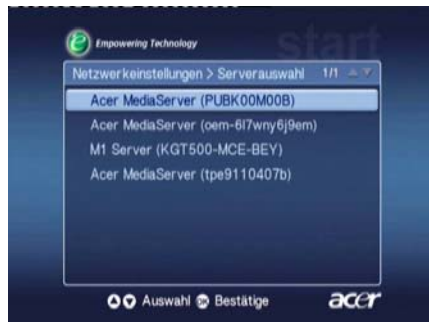 Empowering Technology
start
Netzwerkeinstellungen > Serverauswahl 1/1
Acer MediaServer (PUBK00M00B)
Acer MediaServer (oem-6l7wny6j9em)
M1 Server (KGT500-MCE-BEY)
Acer MediaServer (tpe9110407b)
Auswahl OK Bestätige
acer